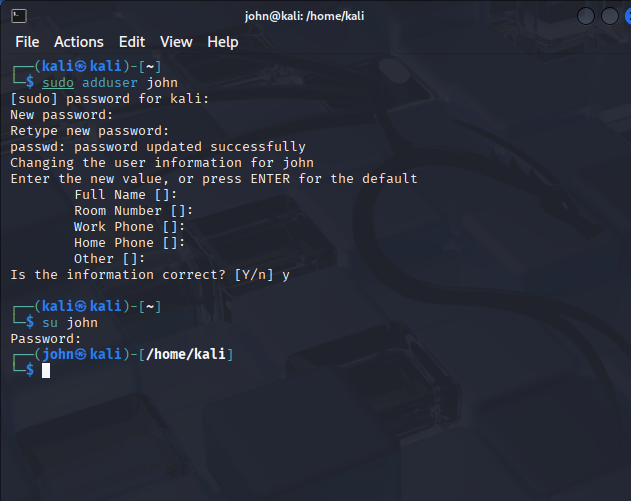 john@kali: /home/kali
File Actions Edit View Help
┌──(kali㉿kali)-[~]
└─$ sudo adduser john
[sudo] password for kali:
New password:
Retype new password:
passwd: password updated successfully
Changing the user information for john
Enter the new value, or press ENTER for the default
        Full Name []:
        Room Number []:
        Work Phone []:
        Home Phone []:
        Other []:
Is the information correct? [Y/n] y
┌──(kali㉿kali)-[~]
└─$ su john
Password:
┌──(john㉿kali)-[/home/kali]
└─$